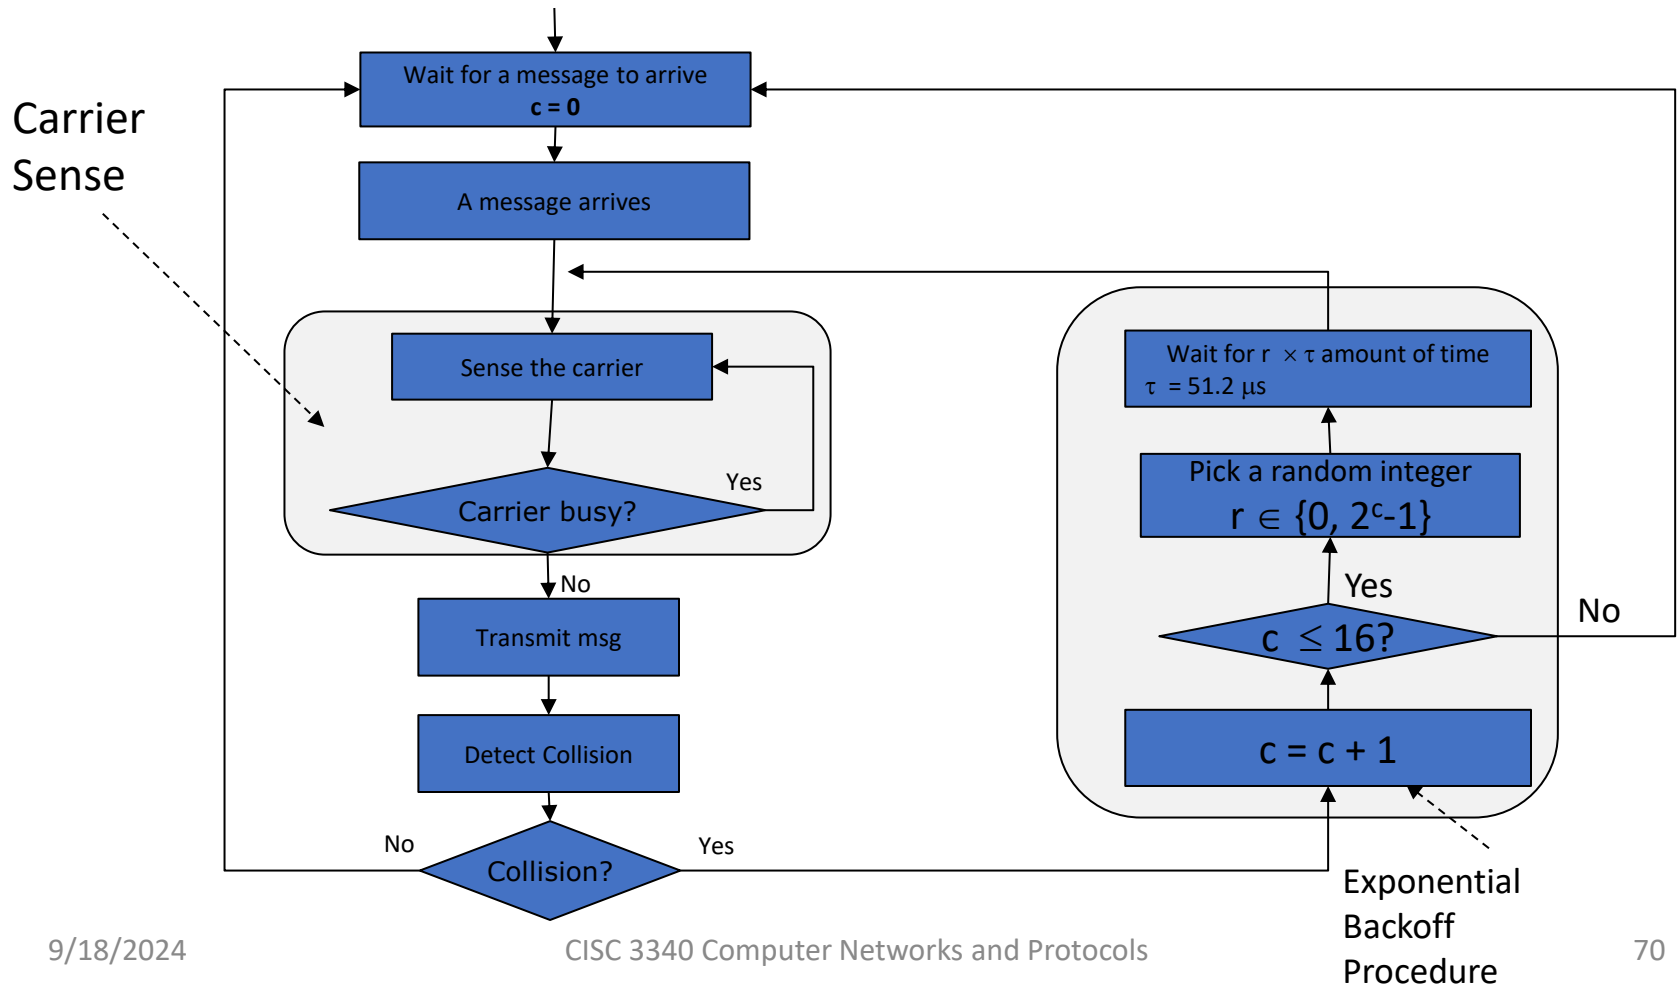 Wait for a message to arrive
c = 0
Carrier
Sense
A message arrives
Sense the carrier
Yes
Carrier busy?
No
Transmit msg
Detect Collision
No
Yes
Collision?
Wait for r × τ amount of time
τ = 51.2 μs
Pick a random integer
r ∈ {0, 2ᶜ-1}
Yes
No
c ≤ 16?
c = c + 1
Exponential
Backoff
Procedure
9/18/2024
CISC 3340 Computer Networks and Protocols
70